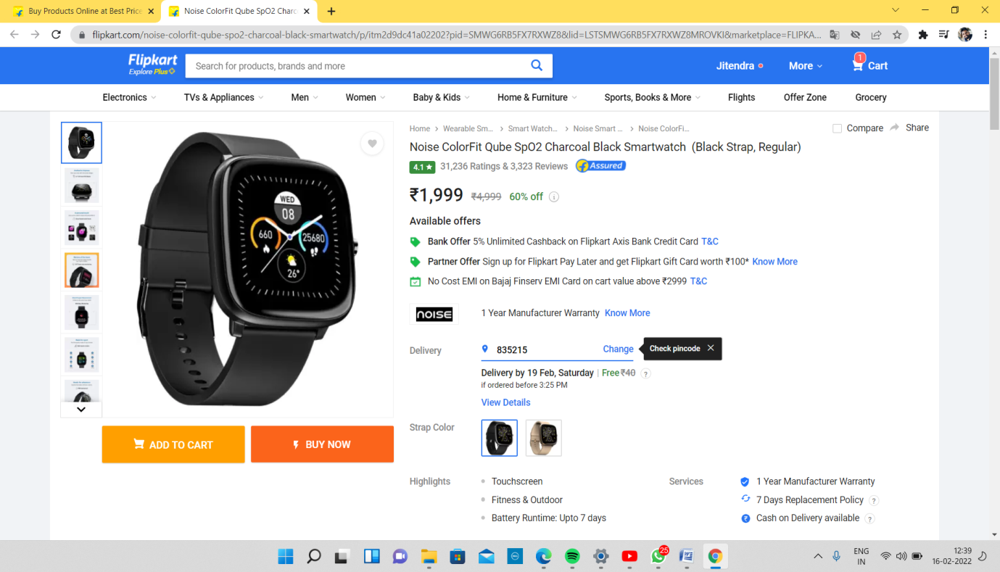 Buy Products Online at Best Price
Noise ColorFit Qube SpO2 Charc
flipkart.com/noise-colorfit-qube-spo2-charcoal-black-smartwatch/p/itm2d9dc41a02202?pid=SMWG6RB5FX7RXWZ8&lid=LSTSMWG6RB5FX7RXWZ8MROVKI&marketplace=FLIPKA...
Flipkart
Explore Plus
Search for products, brands and more
Jitendra
More
1
Cart
Electronics
TVs & Appliances
Men
Women
Baby & Kids
Home & Furniture
Sports, Books & More
Flights
Offer Zone
Grocery
Home
Wearable Sm...
Smart Watch...
Noise Smart ...
Noise ColorFi...
Compare
Share
Noise ColorFit Qube SpO2 Charcoal Black Smartwatch (Black Strap, Regular)
4.1 ★ 31,236 Ratings & 3,323 Reviews
f Assured
₹1,999 ₹4,999 60% off
Available offers
Bank Offer 5% Unlimited Cashback on Flipkart Axis Bank Credit Card T&C
Partner Offer Sign up for Flipkart Pay Later and get Flipkart Gift Card worth ₹100* Know More
No Cost EMI on Bajaj Finserv EMI Card on cart value above ₹2999 T&C
WED
08
660
25680
26°
noise
1 Year Manufacturer Warranty Know More
Delivery
835215
Change
Check pincode
Delivery by 19 Feb, Saturday | Free ₹40 ?
if ordered before 3:25 PM
View Details
ADD TO CART
BUY NOW
Strap Color
Highlights
Touchscreen
Fitness & Outdoor
Battery Runtime: Upto 7 days
Services
1 Year Manufacturer Warranty
7 Days Replacement Policy ?
Cash on Delivery available ?
25
ENG
IN
12:39
16-02-2022